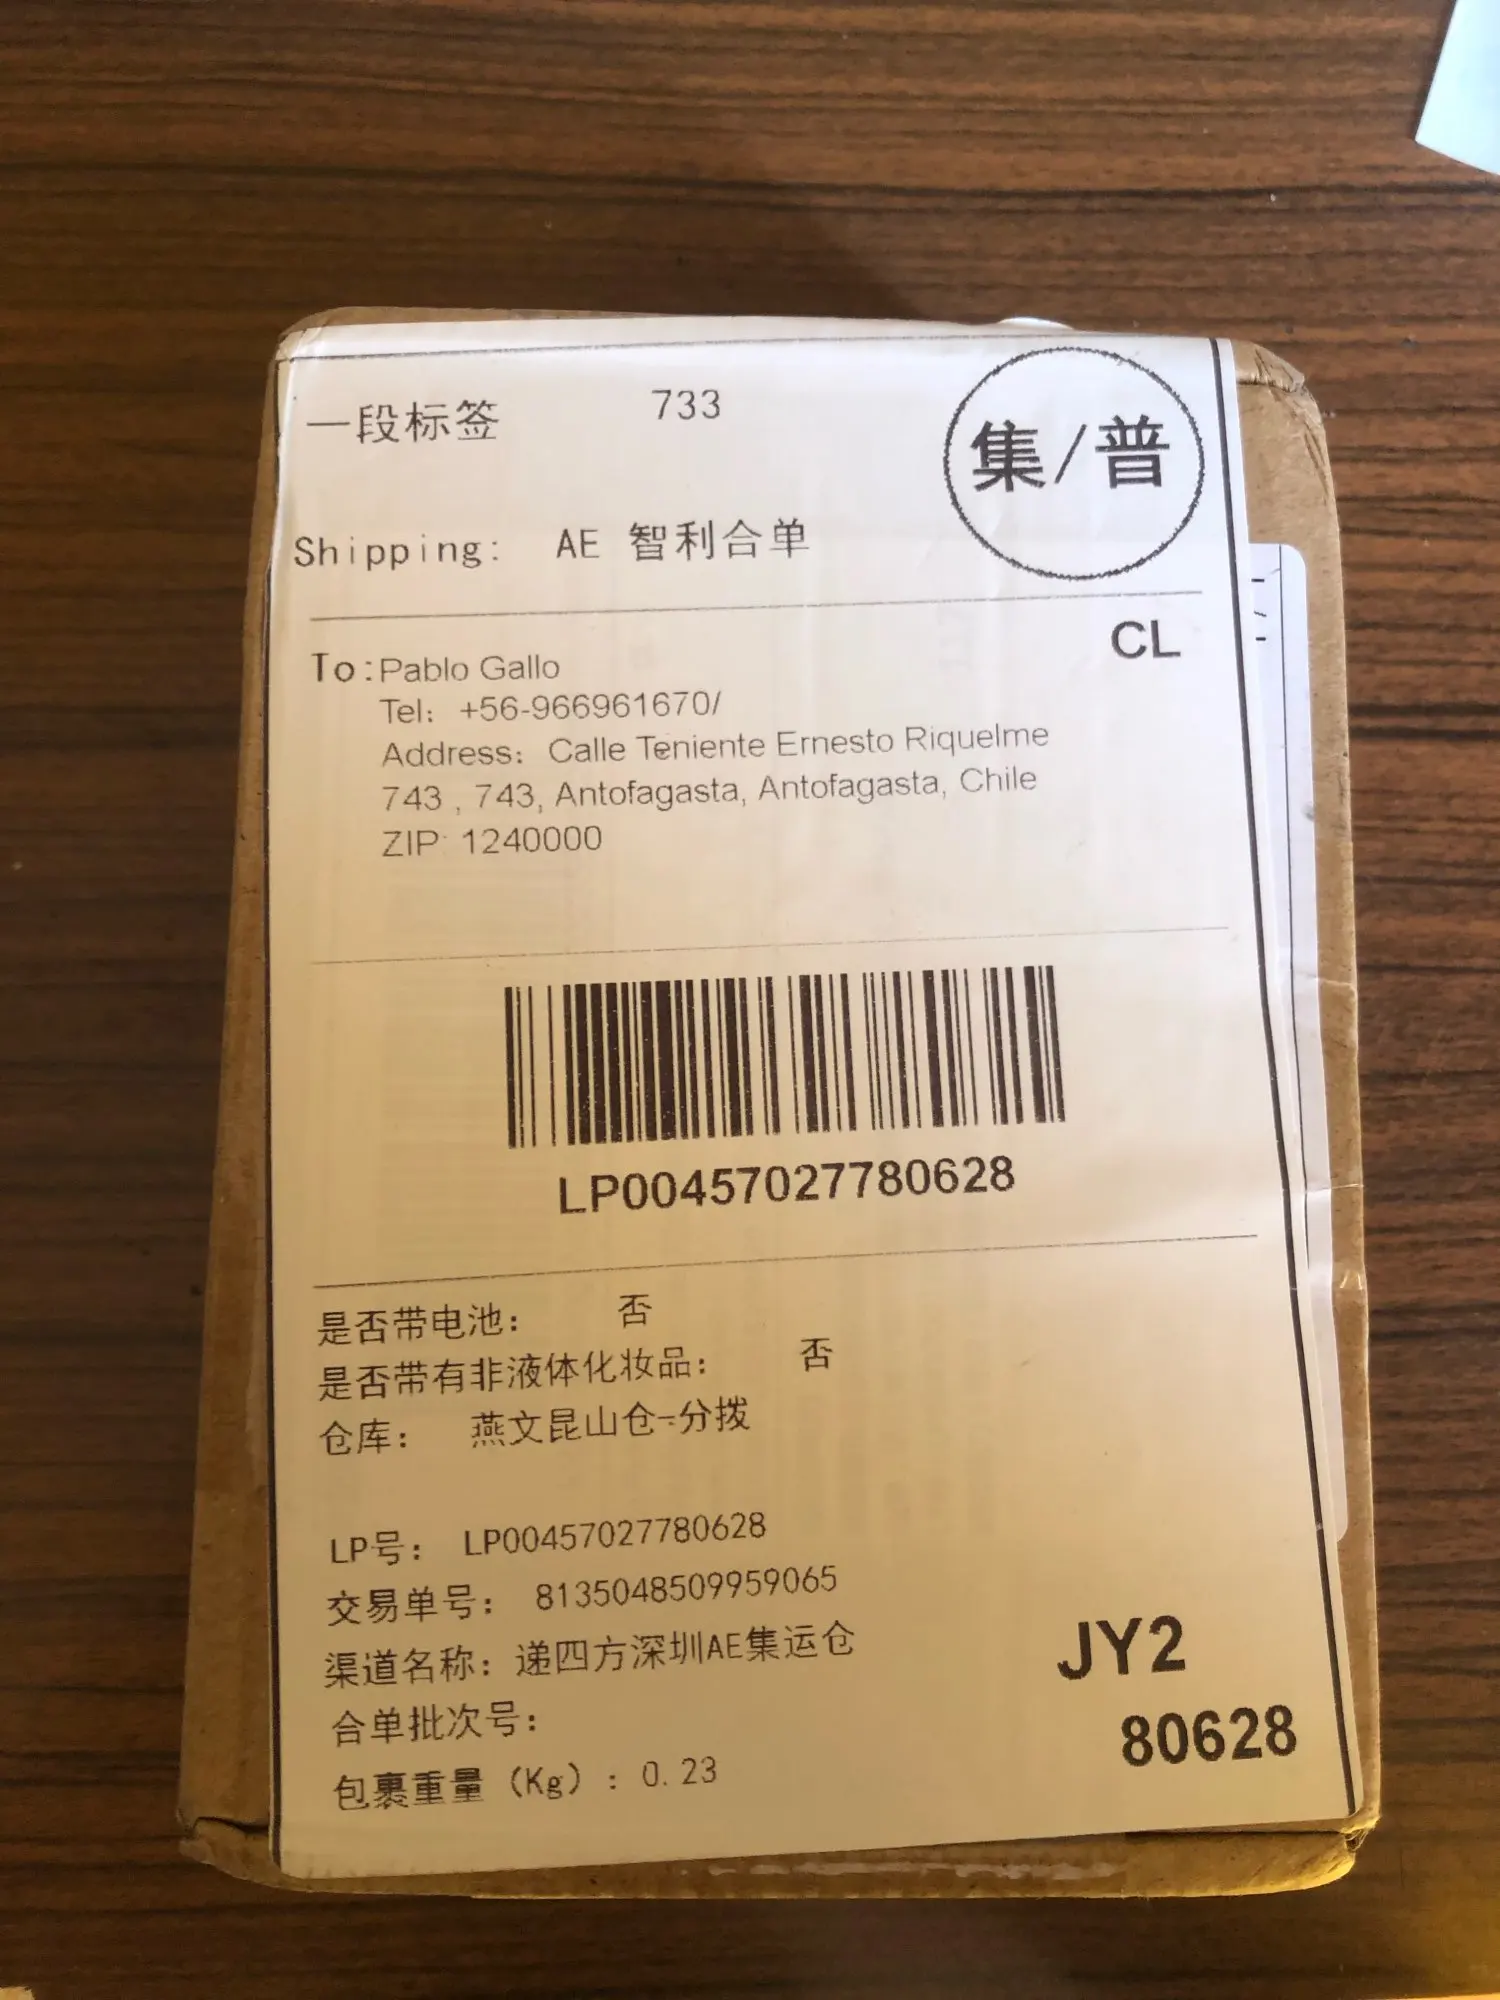 一段标签 733
集/普
Shipping: AE 智利合单
CL
To:Pablo Gallo
Tel: +56-966961670/
Address: Calle Teniente Ernesto Riquelme
743 , 743, Antofagasta, Antofagasta, Chile
ZIP: 1240000
LP00457027780628
是否带电池: 否
是否带有非液体化妆品: 否
仓库: 燕文昆山仓-分拨
LP号: LP00457027780628
交易单号: 8135048509959065
渠道名称: 递四方深圳AE集运仓
合单批次号:
包裹重量 (Kg) : 0.23
JY2
80628